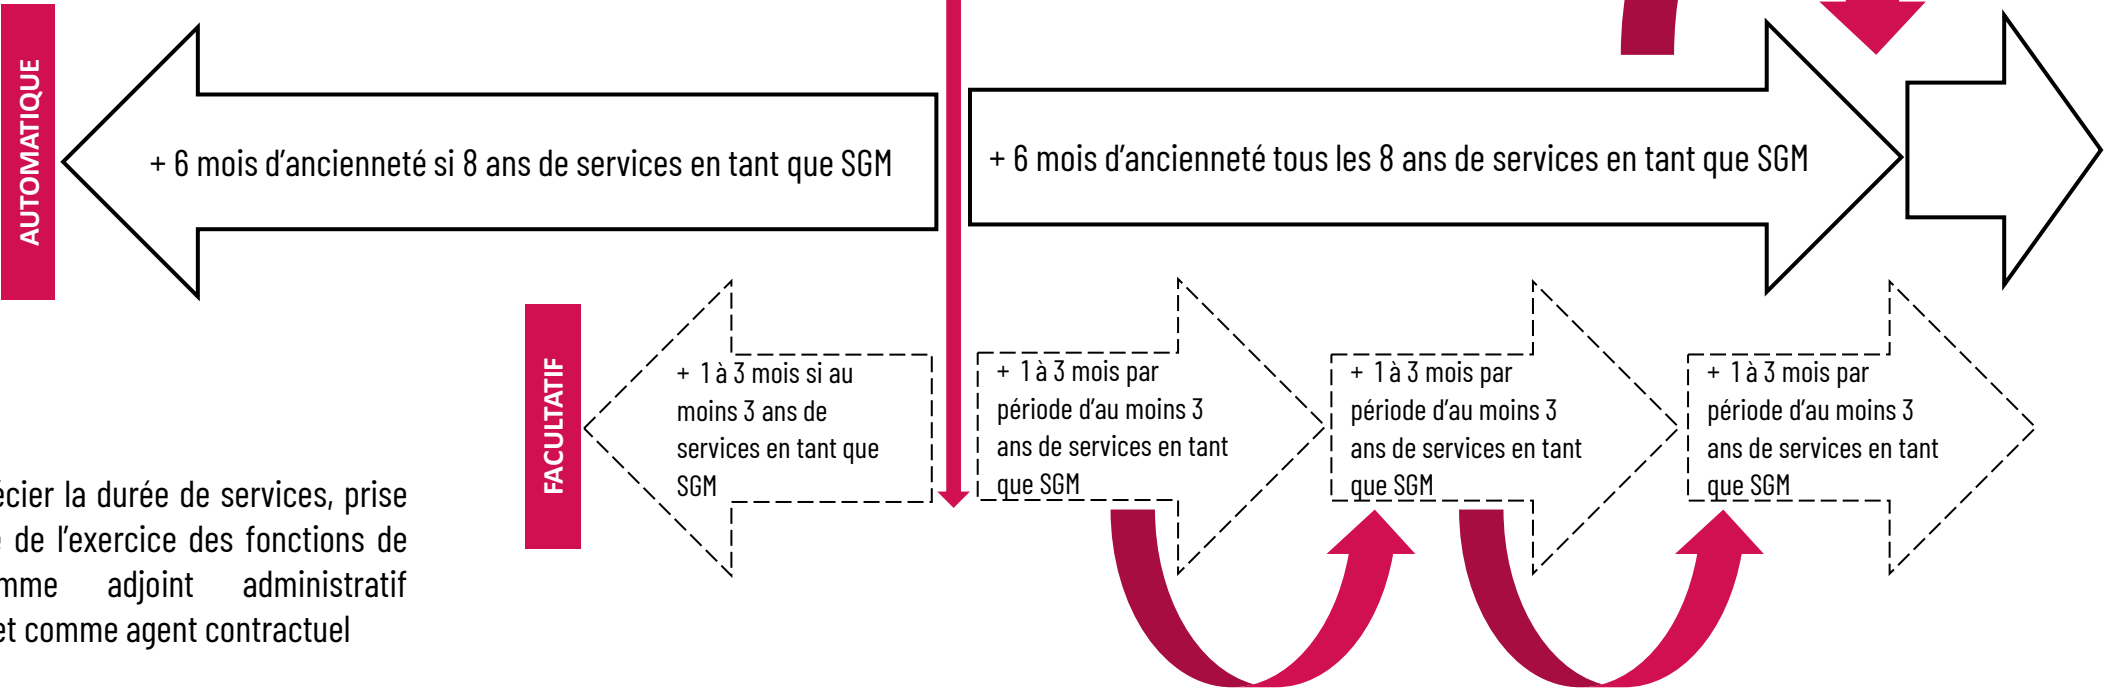 AUTOMATIQUE
+ 6 mois d’ancienneté si 8 ans de services en tant que SGM
+ 6 mois d’ancienneté tous les 8 ans de services en tant que SGM
FACULTATIF
+ 1 à 3 mois si au
moins 3 ans de
services en tant que
SGM
+ 1 à 3 mois par
période d’au moins 3
ans de services en tant
que SGM
+ 1 à 3 mois par
période d’au moins 3
ans de services en tant
que SGM
+ 1 à 3 mois par
période d’au moins 3
ans de services en tant
que SGM
la durée de services, prise
de l’exercice des fonctions de
adjoint administratif
et comme agent contractuel